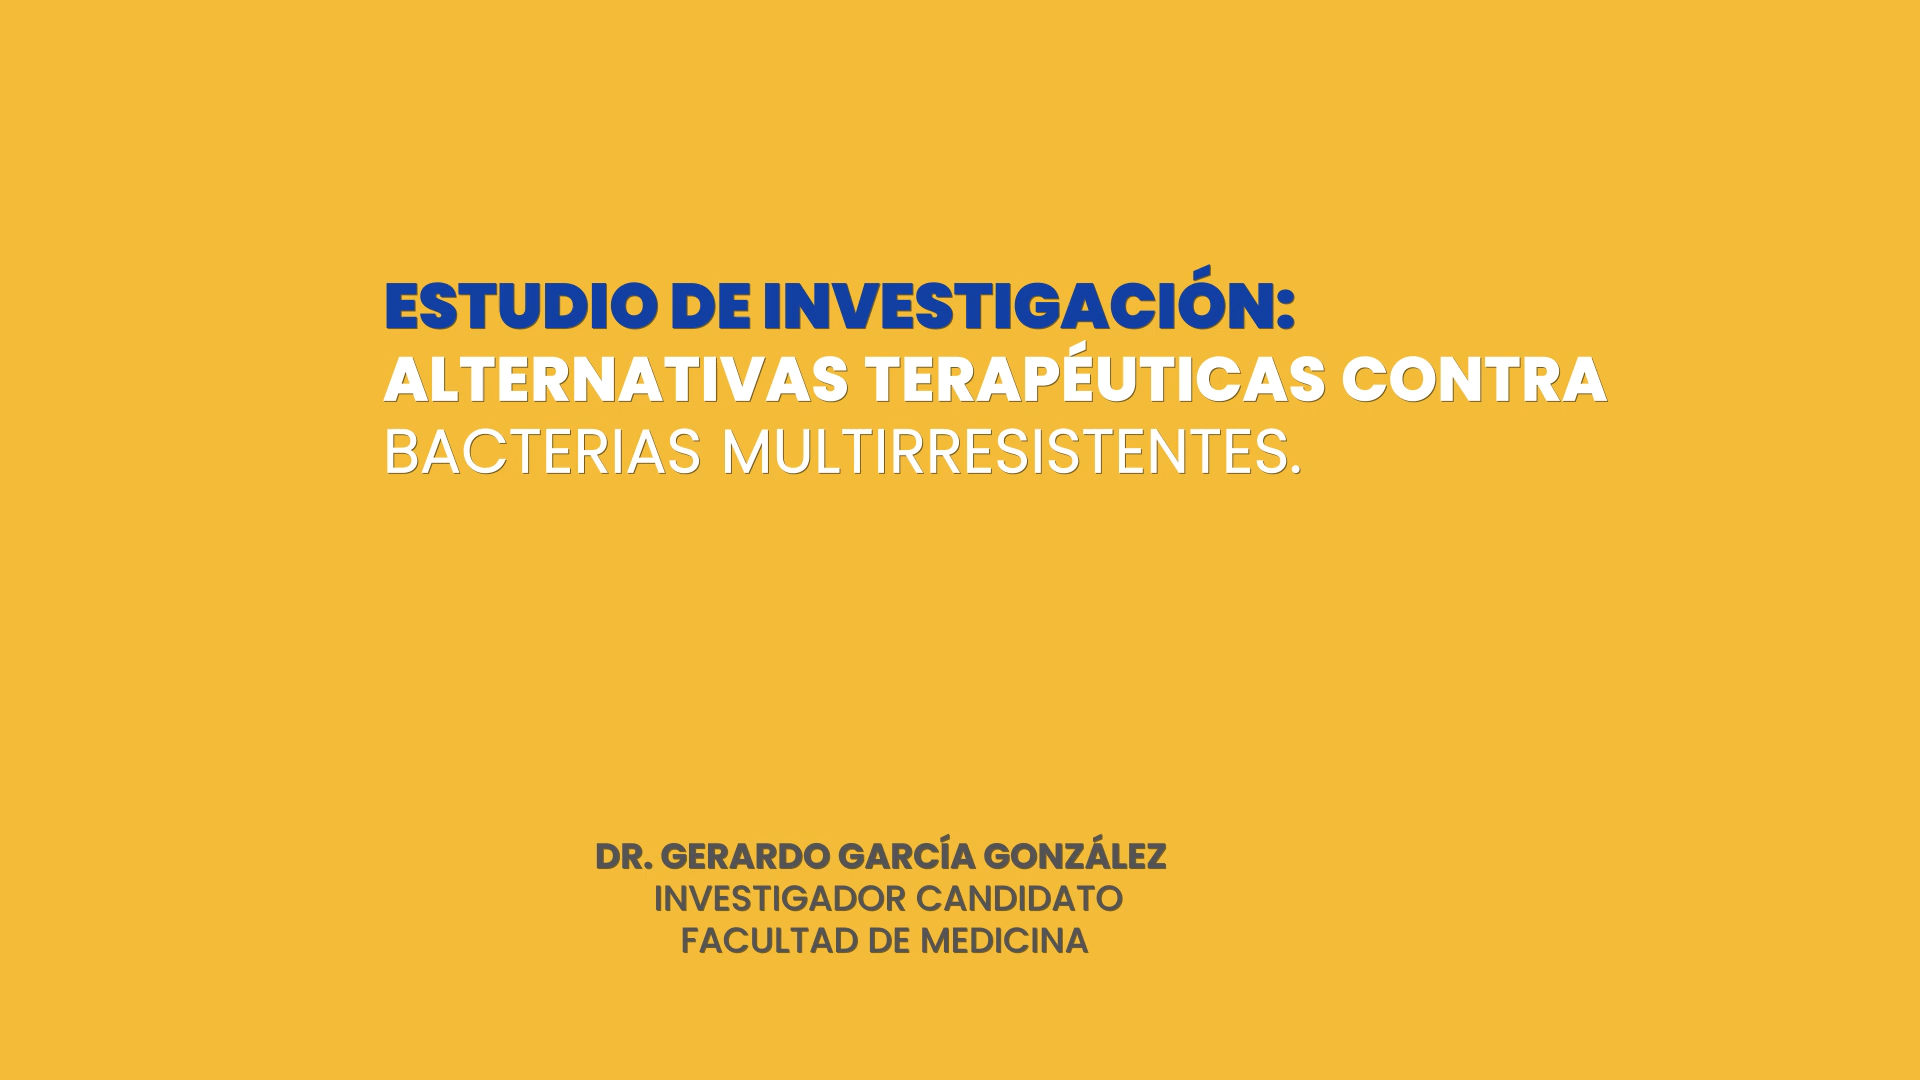 ESTUDIO DE INVESTIGACIÓN:
ALTERNATIVAS TERAPÉUTICAS CONTRA
BACTERIAS MULTIRRESISTENTES.
DR. GERARDO GARCÍA GONZÁLEZ
INVESTIGADOR CANDIDATO
FACULTAD DE MEDICINA